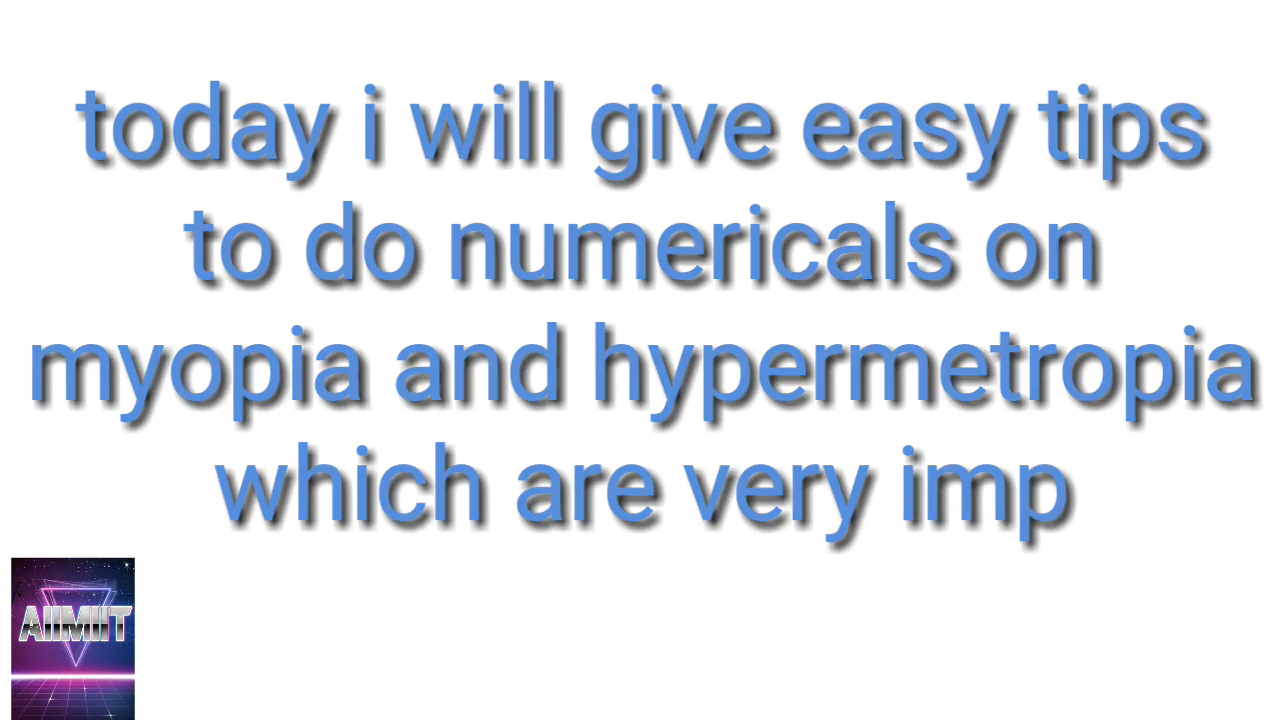 today i will give easy tips
to do numericals on
myopia and hypermetropia
which are very imp
AIIMIIT